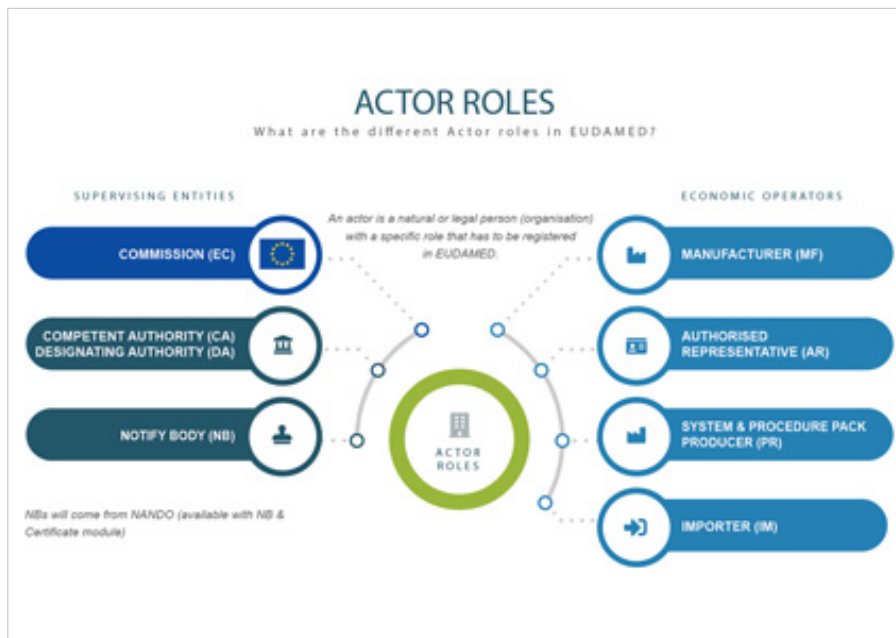 ACTOR ROLES
What are the different Actor roles in EUDAMED?
SUPERVISING ENTITIES
COMMISSION (EC)
COMPETENT AUTHORITY (CA)
DESIGNATING AUTHORITY (DA)
NOTIFY BODY (NB)
NBs will come from NANDO (available with NB &
Certificate module)
An actor is a natural or legal person (organisation)
with a specific role that has to be registered
in EUDAMED.
ACTOR
ROLES
ECONOMIC OPERATORS
MANUFACTURER (MF)
AUTHORISED
REPRESENTATIVE (AR)
SYSTEM & PROCEDURE PACK
PRODUCER (PR)
IMPORTER (IM)